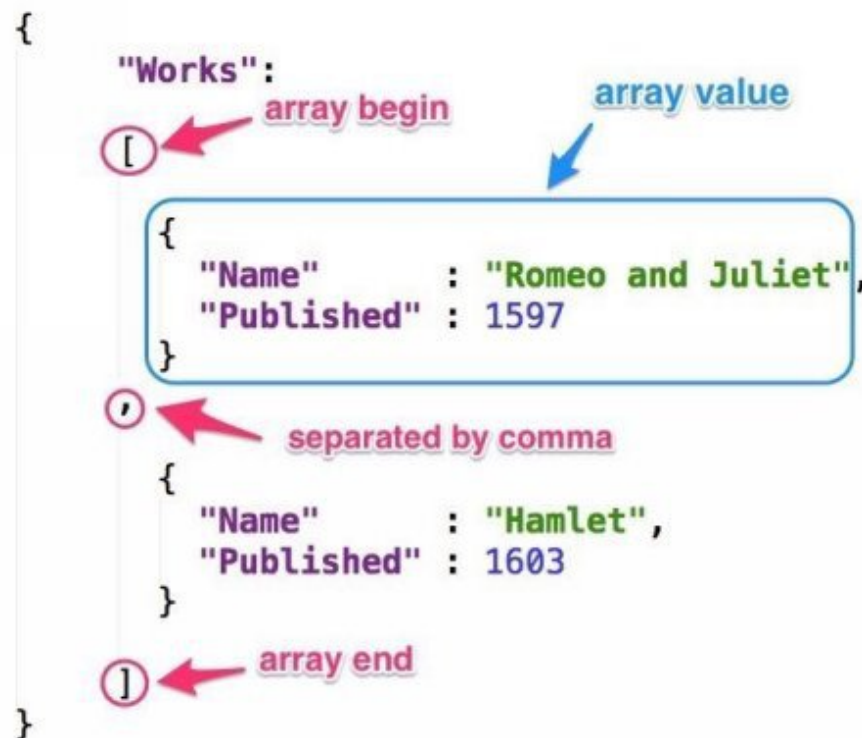 {
"Works":
array begin
array value
[
{
"Name" : "Romeo and Juliet",
"Published" : 1597
}
,
separated by comma
{
"Name" : "Hamlet",
"Published" : 1603
}
array end
]
}